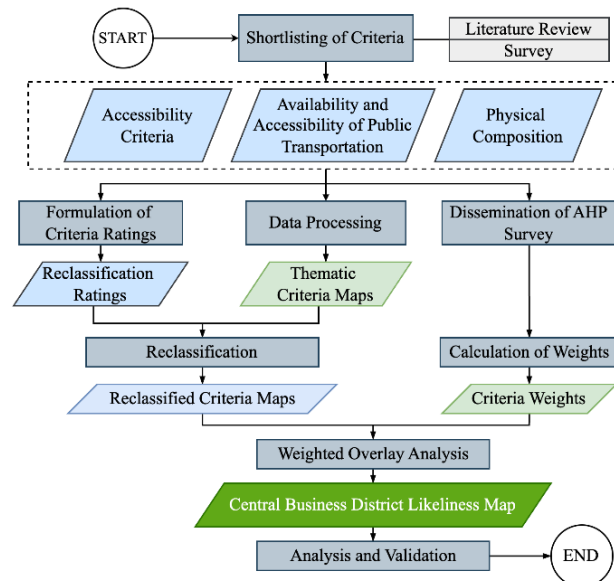 START
Shortlisting of Criteria
Literature Review
Survey
Accessibility
Criteria
Availability and
Accessibility of Public
Transportation
Physical
Composition
Formulation of
Criteria Ratings
Data Processing
Dissemination of AHP
Survey
Reclassification
Ratings
Thematic
Criteria Maps
Reclassification
Calculation of Weights
Reclassified Criteria Maps
Criteria Weights
Weighted Overlay Analysis
Central Business District Likeliness Map
Analysis and Validation
END